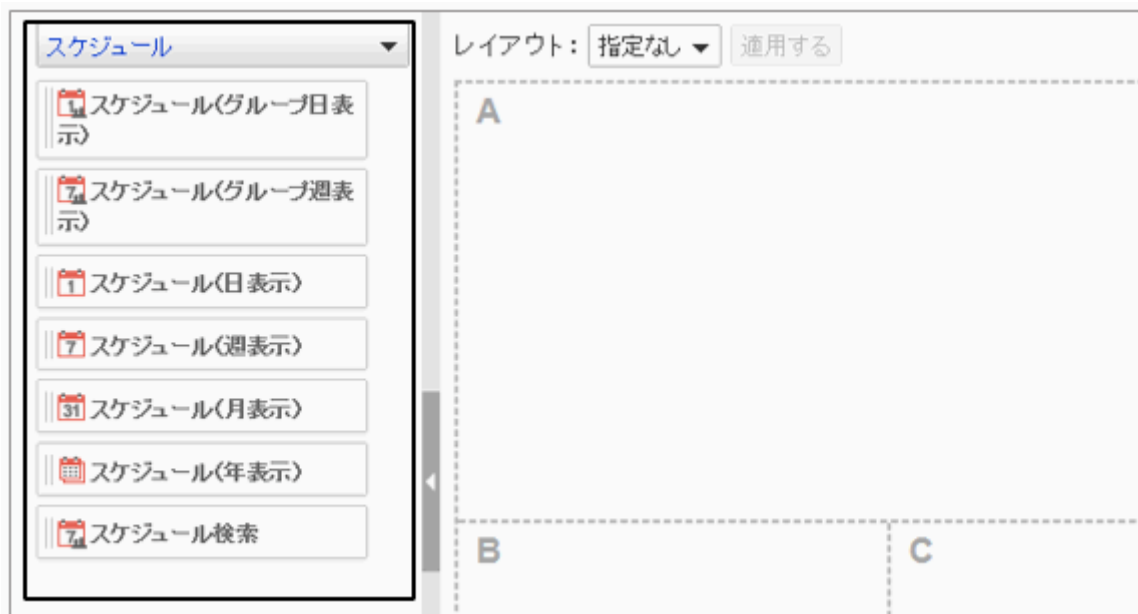 スケジュール
スケジュール(グループ日表
示)
スケジュール(グループ週表
示)
1 スケジュール(日表示)
7 スケジュール(週表示)
31 スケジュール(月表示)
スケジュール(年表示)
7 スケジュール検索
レイアウト: 指定なし 適用する
A
B
C